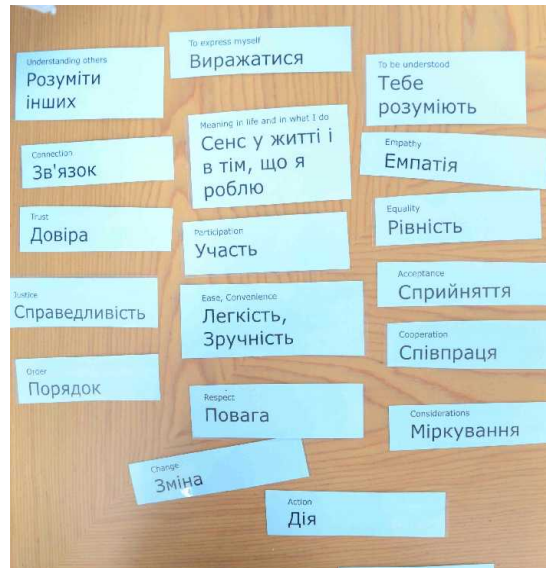 Understanding others
Розуміти
інших
To express myself
Виражатися
To be understood
Тебе
розуміють
Connection
Зв'язок
Meaning in life and in what I do
Сенс у житті і
в тім, що я
роблю
Empathy
Емпатія
Trust
Довіра
Participation
Участь
Equality
Рівність
Justice
Справедливість
Ease, Convenience
Легкість,
Зручність
Acceptance
Сприйняття
Order
Порядок
Cooperation
Співпраця
Respect
Повага
Considerations
Міркування
Change
Зміна
Action
Дія